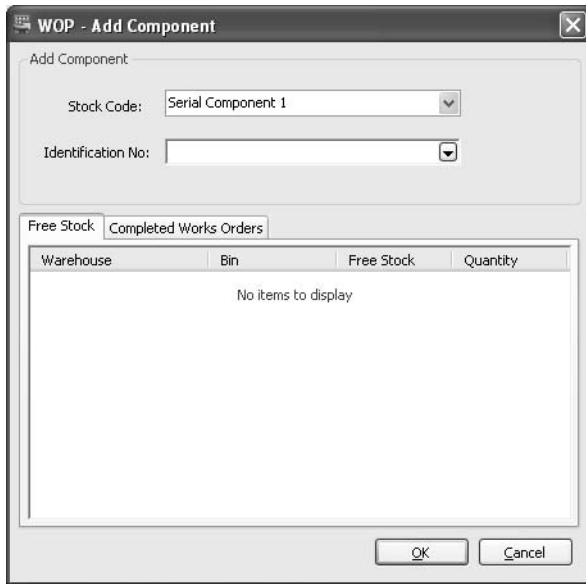 WOP - Add Component
Add Component
Stock Code: Serial Component 1
Identification No:
Free Stock Completed Works Orders
Warehouse Bin Free Stock Quantity
No items to display
OK Cancel